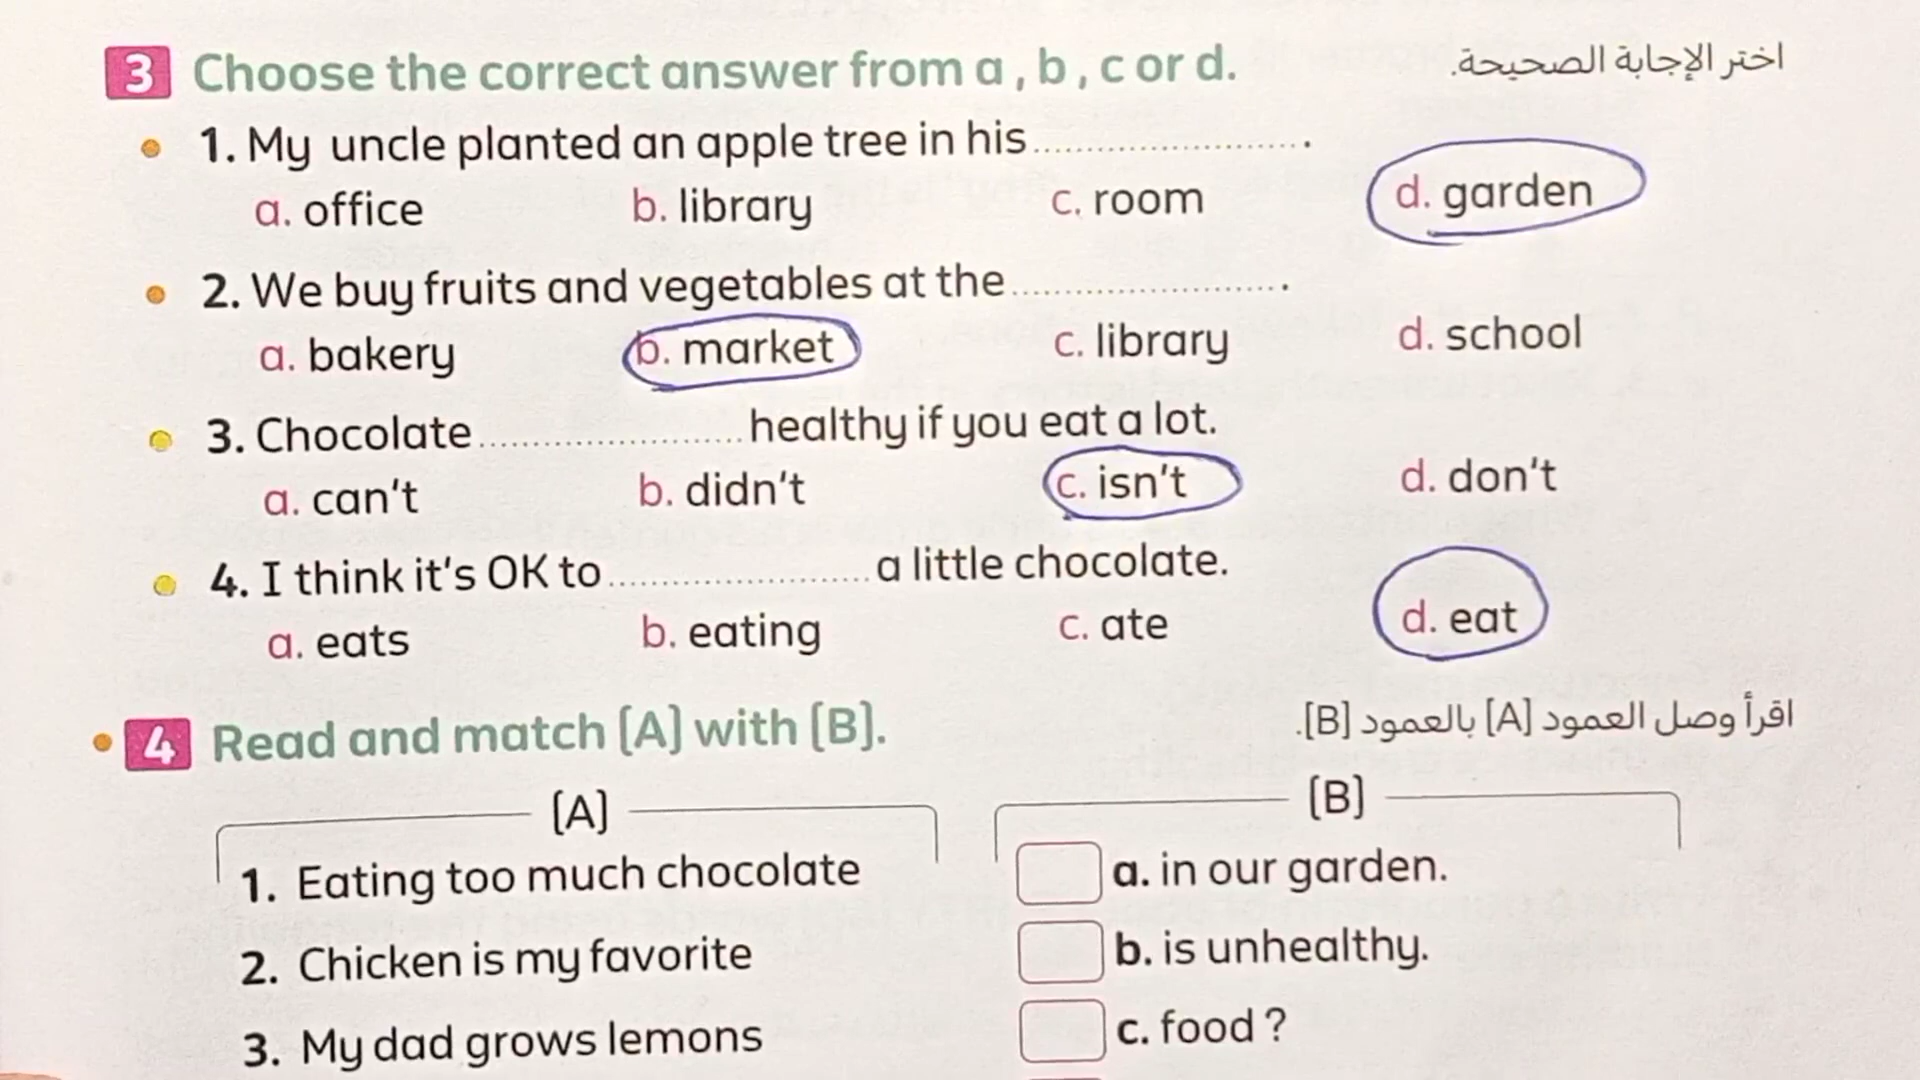 3 Choose the correct answer from a , b , c or d. اختر الإجابة الصحيحة.
1. My uncle planted an apple tree in his ........................ .
a. office b. library c. room d. garden
2. We buy fruits and vegetables at the ........................ .
a. bakery b. market c. library d. school
3. Chocolate ........................ healthy if you eat a lot.
a. can't b. didn't c. isn't d. don't
4. I think it's OK to ........................ a little chocolate.
a. eats b. eating c. ate d. eat
4 Read and match (A) with (B). اقرأ وصل العمود [A] بالعمود [B].
(A) (B)
1. Eating too much chocolate a. in our garden.
2. Chicken is my favorite b. is unhealthy.
3. My dad grows lemons c. food ?